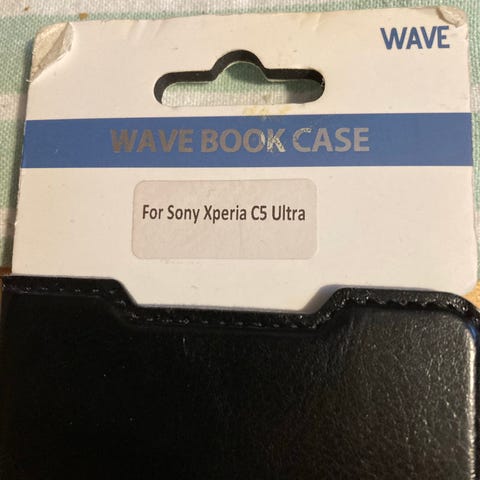 WAVE
WAVE BOOK CASE
For Sony Xperia C5 Ultra